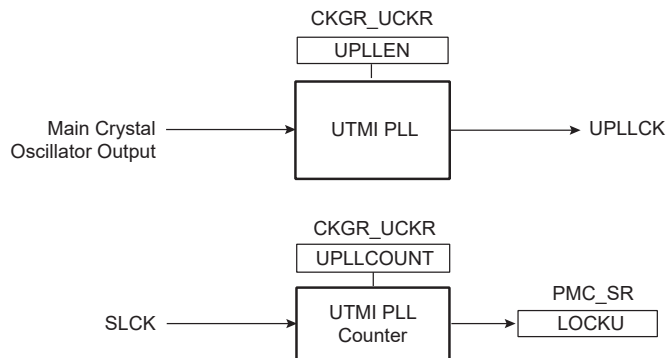 CKGR_UCKR
UPLLEN
Main Crystal
Oscillator Output
UTMI PLL
UPLLCK
CKGR_UCKR
UPLLCOUNT
SLCK
UTMI PLL
Counter
PMC_SR
LOCKU